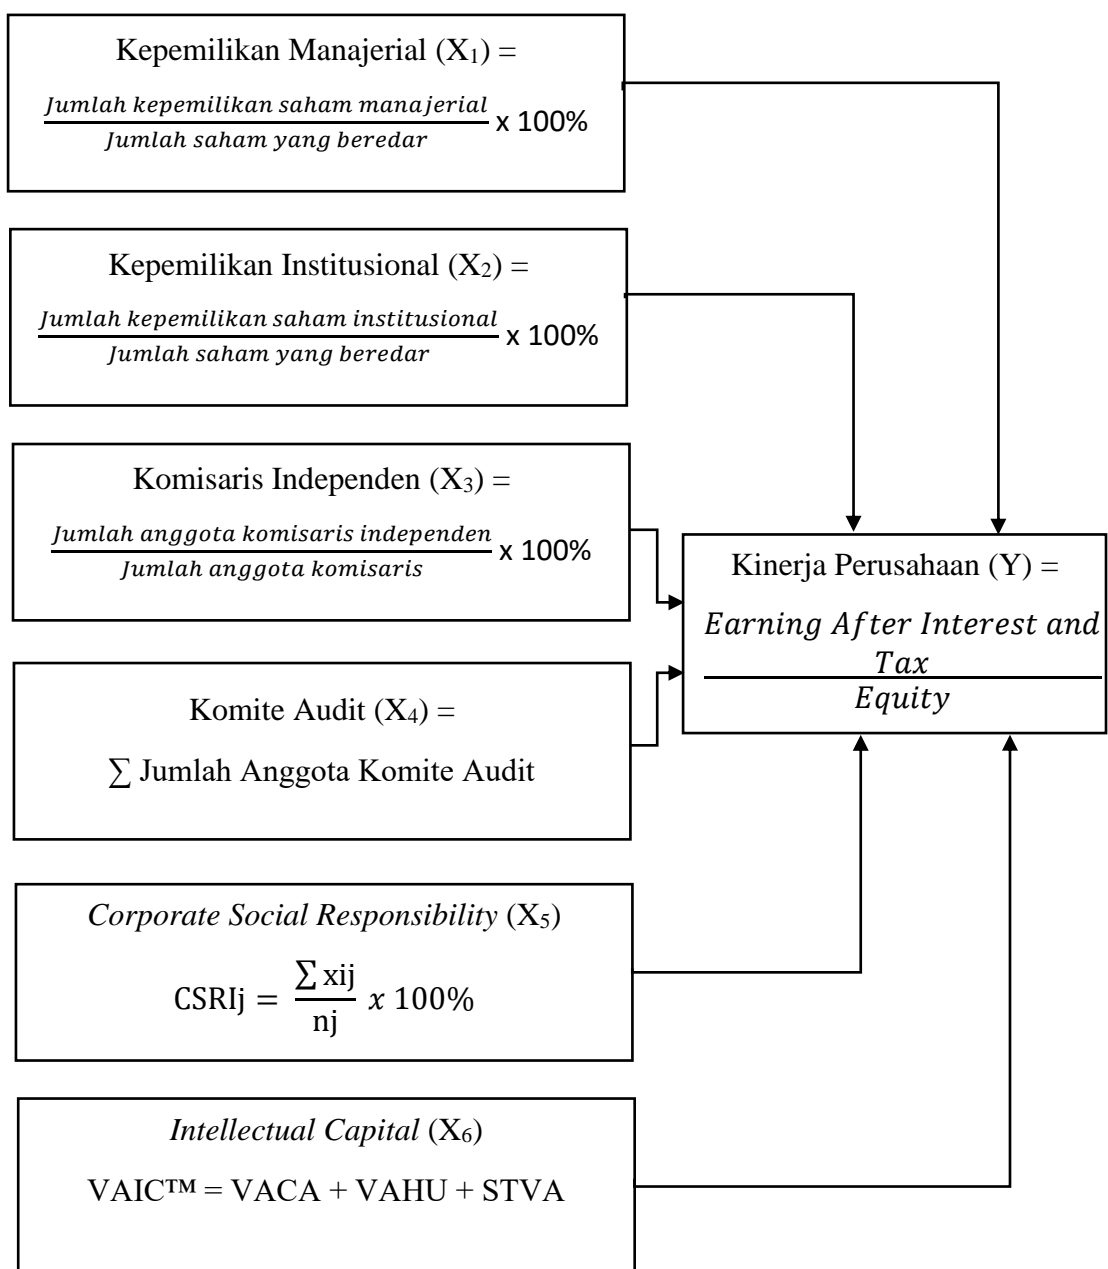 Kepemilikan Manajerial (X₁) =
Jumlah kepemilikan saham manajerial
Jumlah saham yang beredar
x 100%
Kepemilikan Institusional (X₂) =
Jumlah kepemilikan saham institusional
Jumlah saham yang beredar
x 100%
Komisaris Independen (X₃) =
Jumlah anggota komisaris independen
Jumlah anggota komisaris
x 100%
Komite Audit (X₄) =
∑ Jumlah Anggota Komite Audit
Corporate Social Responsibility (X₅)
∑ xij
CSRIj = x 100%
nj
Intellectual Capital (X₆)
VAIC™ = VACA + VAHU + STVA
Kinerja Perusahaan (Y) =
Earning After Interest and
Tax
Equity